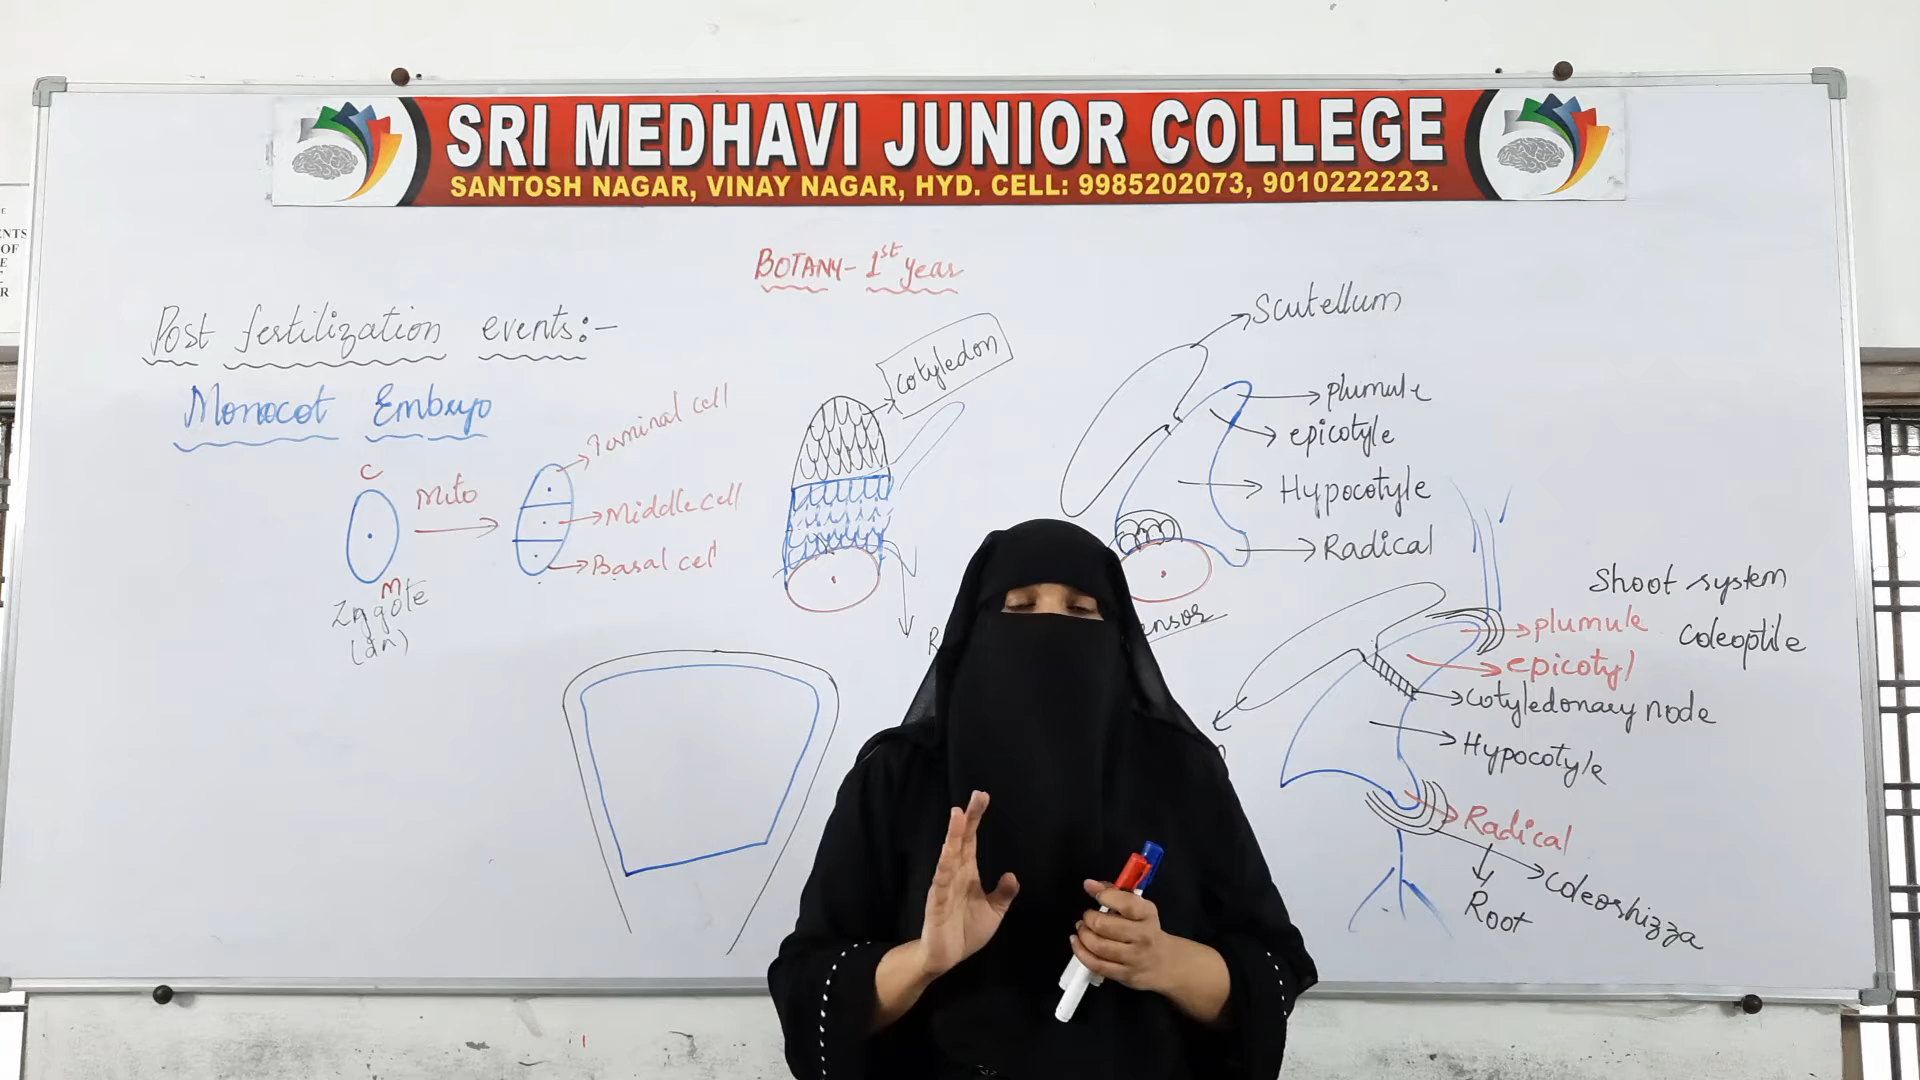 SRI MEDHAVI JUNIOR COLLEGE
SANTOSH NAGAR, VINAY NAGAR, HYD. CELL: 9985202073, 9010222223.
BOTANY- 1st year
Post fertilization events:-
Monocot Embryo
C
Mito
m
Zygote
(2n)
Terminal cell
Middle cell
Basal cell
Cotyledon
Scutellum
plumule
epicotyle
Hypocotyle
Radical
Shoot system
plumule
Coleoptile
epicotyl
Cotyledonary node
Hypocotyle
Radical
Root
Coleorhizza
ENTS
OF
E
R